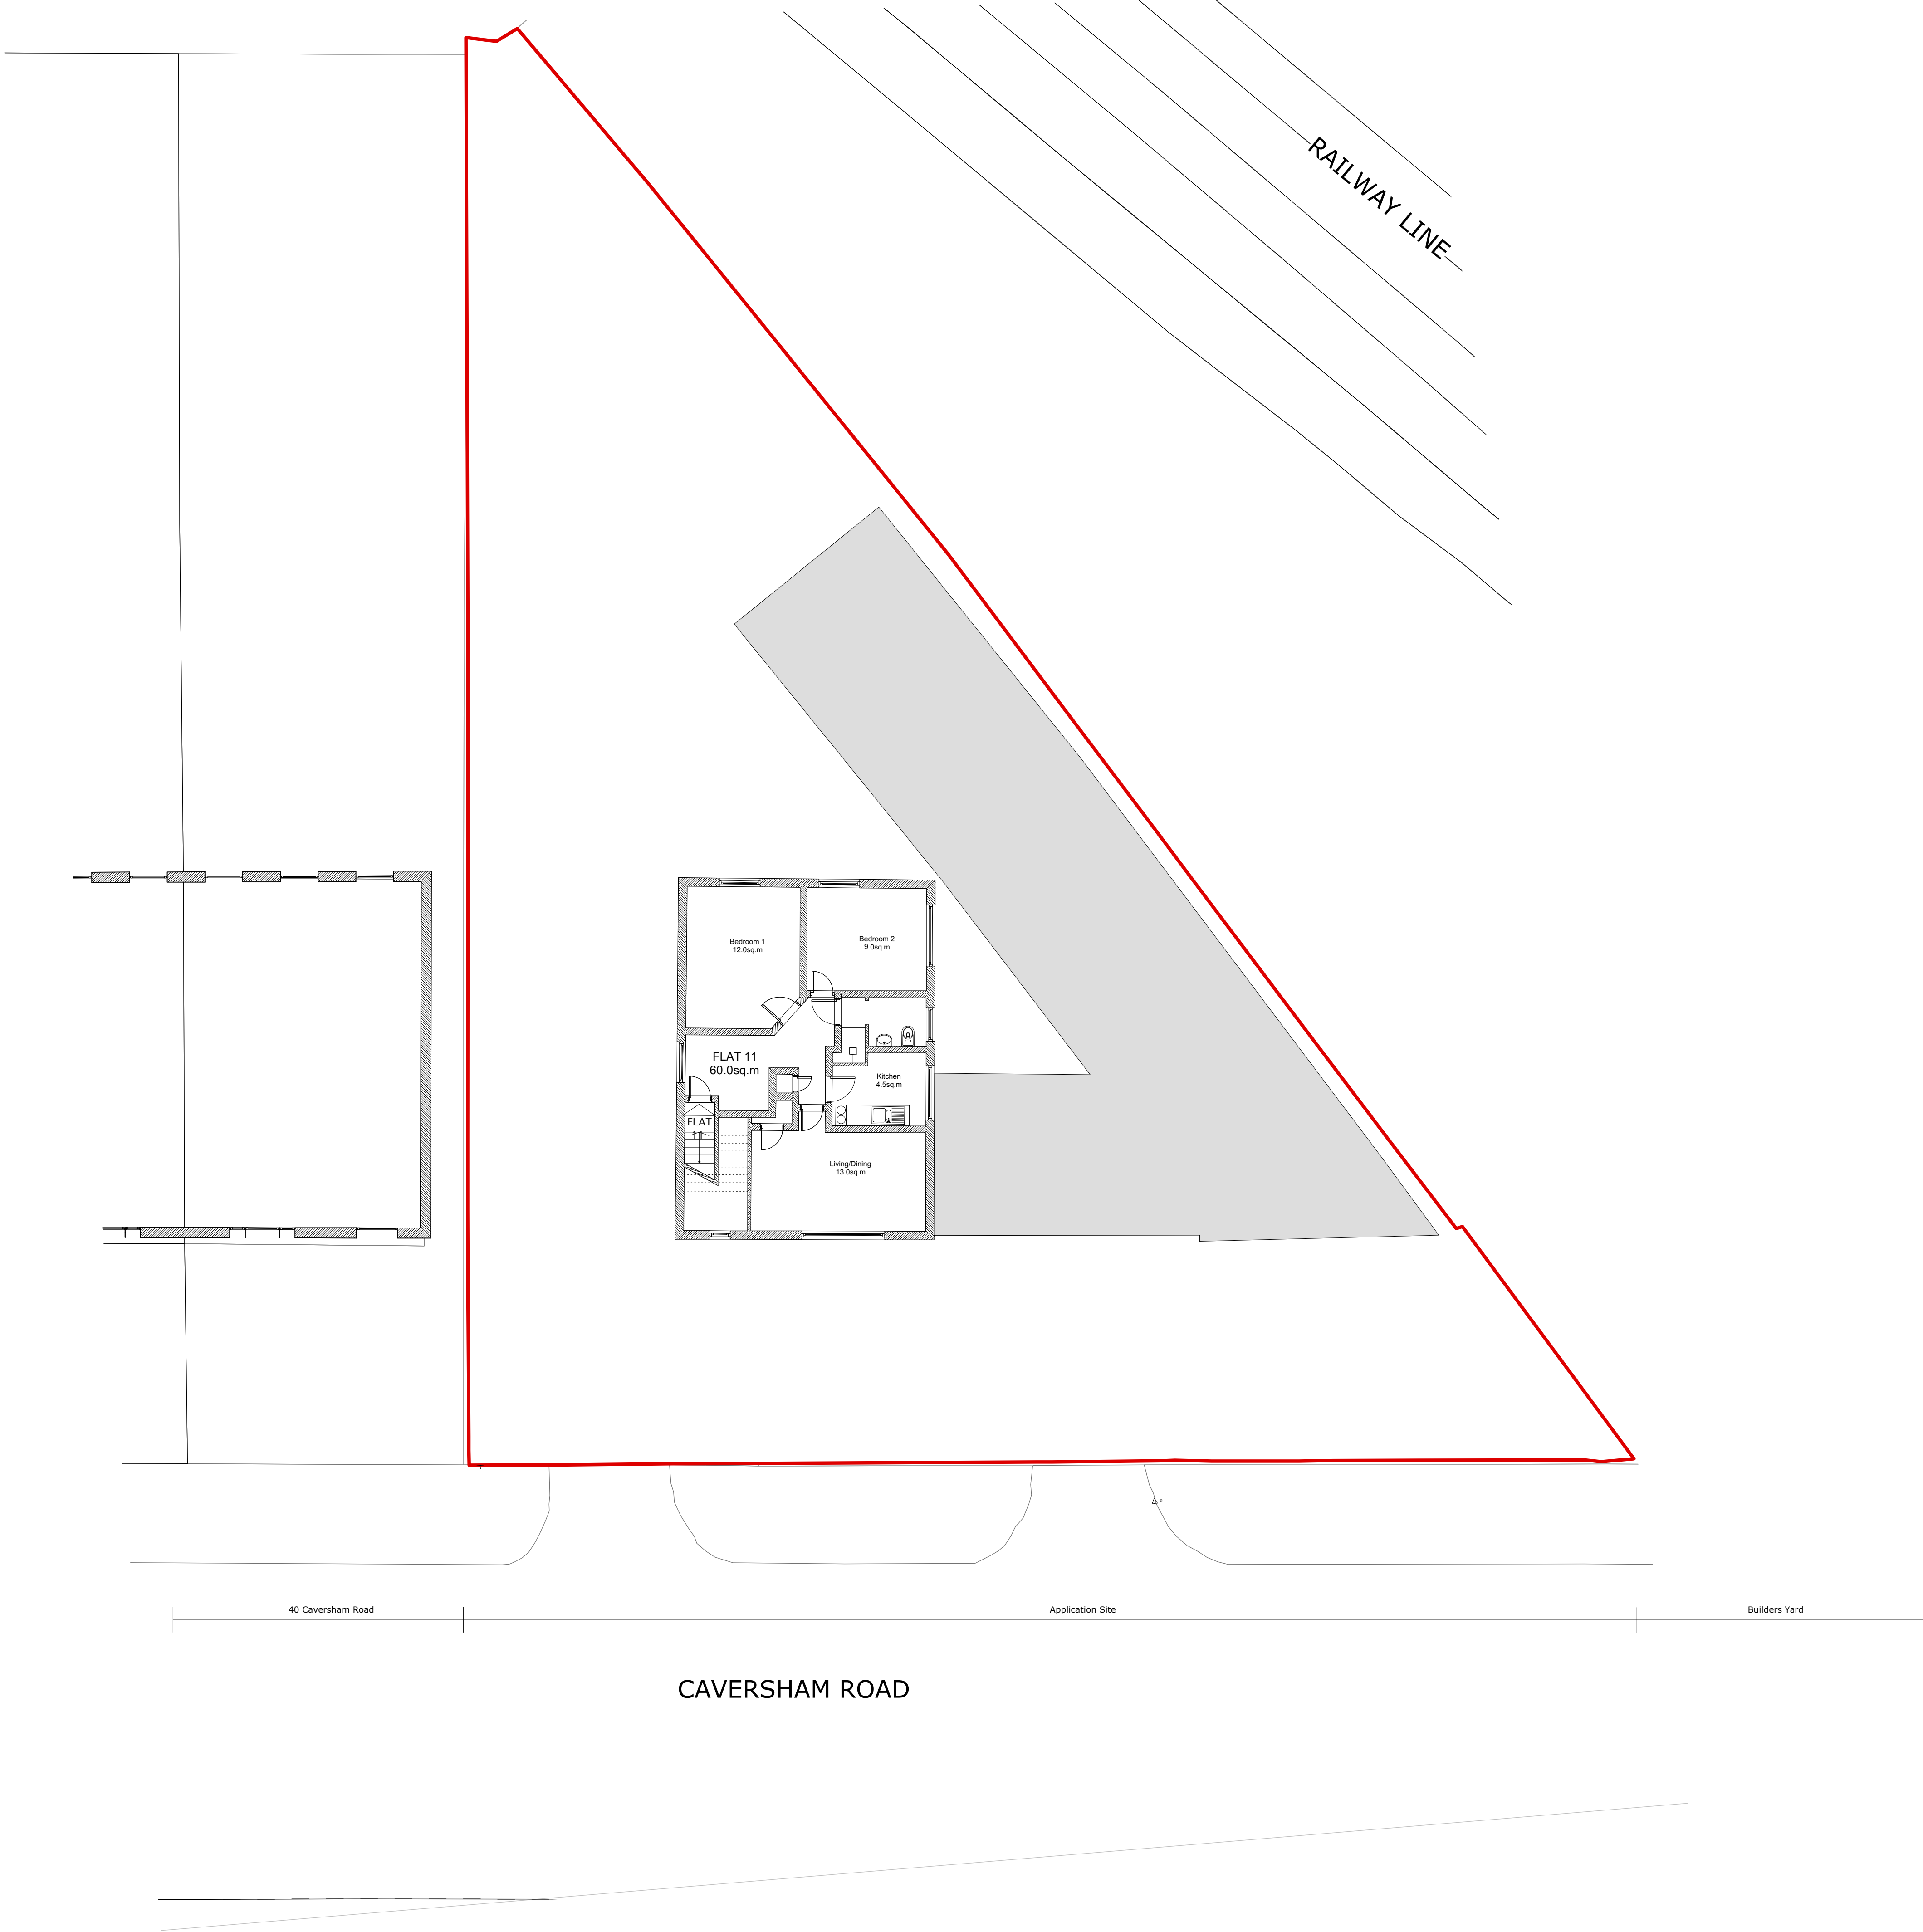 RAILWAY LINE
Bedroom 1
12.0sq.m
Bedroom 2
9.0sq.m
FLAT 11
60.0sq.m
Kitchen
4.5sq.m
FLAT
11
Living/Dining
13.0sq.m
40 Caversham Road
Application Site
Builders Yard
CAVERSHAM ROAD